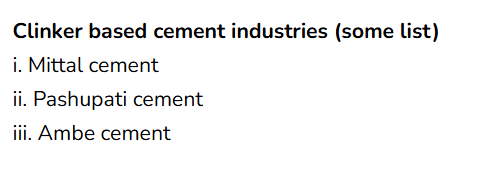 Clinker based cement industries (some list)
i. Mittal cement
ii. Pashupati cement
iii. Ambe cement